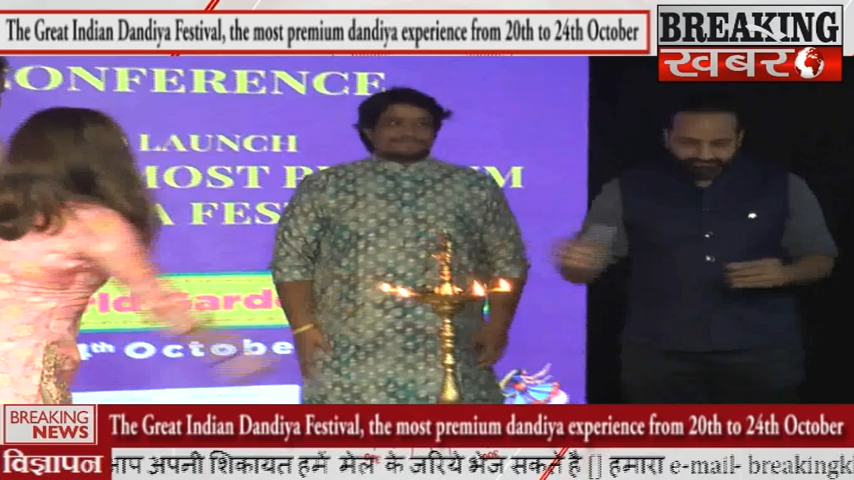 The Great Indian Dandiya Festival, the most premium dandiya experience from 20th to 24th October
BREAKING
खबर
CONFERENCE
LAUNCH
MOST
FES
October
BREAKING
NEWS
The Great Indian Dandiya Festival, the most premium dandiya experience from 20th to 24th October
विज्ञापन
आप अपनी शिकायत हमें मेल के जरिये भेज सकते है [] हमारा e-mail- breakingk